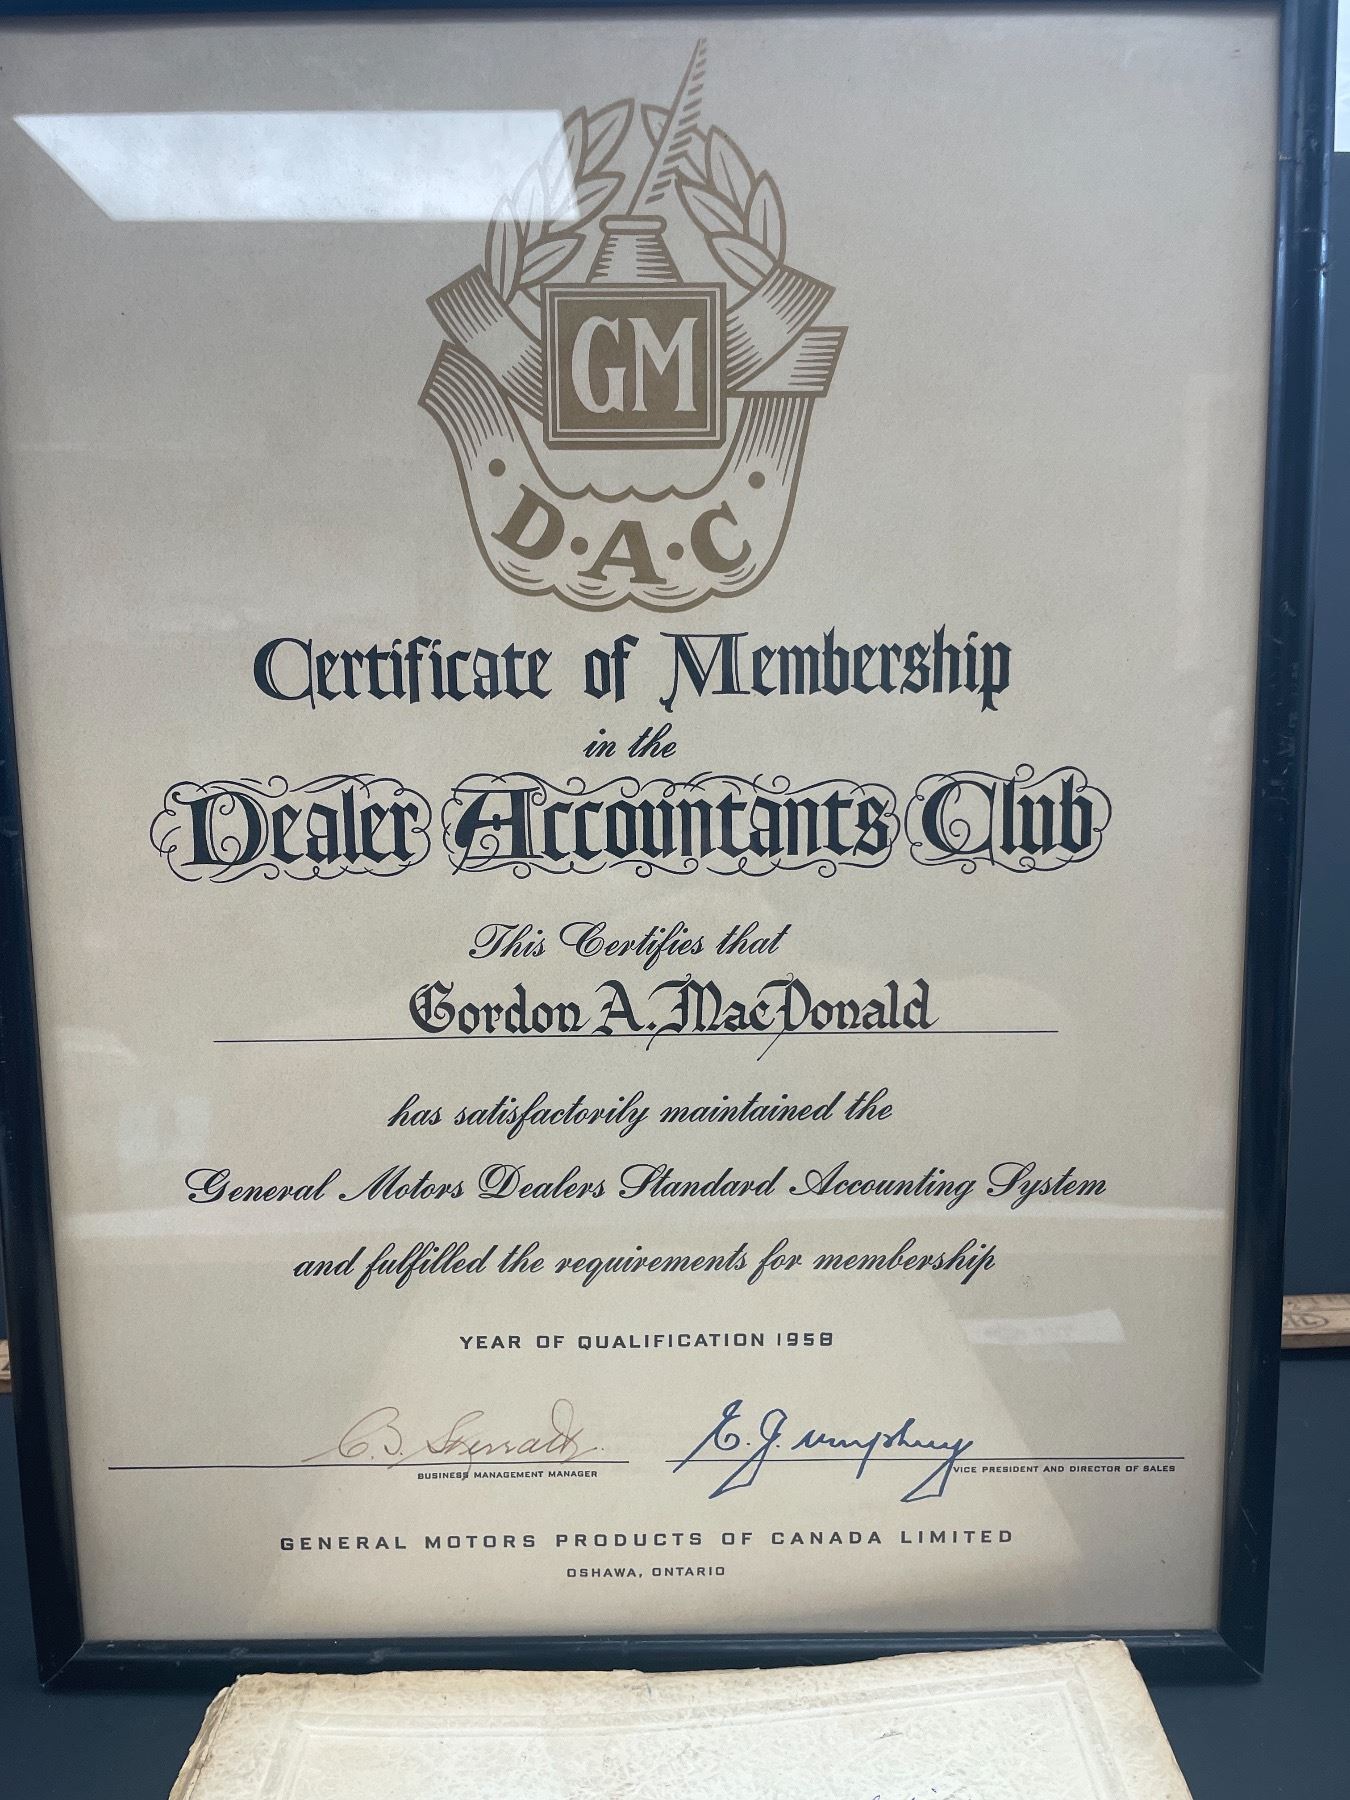 GM
D·A·C
Certificate of Membership
in the
Dealer Accountants Club
This Certifies that
Gordon A. MacDonald
has satisfactorily maintained the
General Motors Dealers Standard Accounting System
and fulfilled the requirements for membership
YEAR OF QUALIFICATION 1958
E. J. Umphrey
BUSINESS MANAGEMENT MANAGER
VICE PRESIDENT AND DIRECTOR OF SALES
GENERAL MOTORS PRODUCTS OF CANADA LIMITED
OSHAWA, ONTARIO